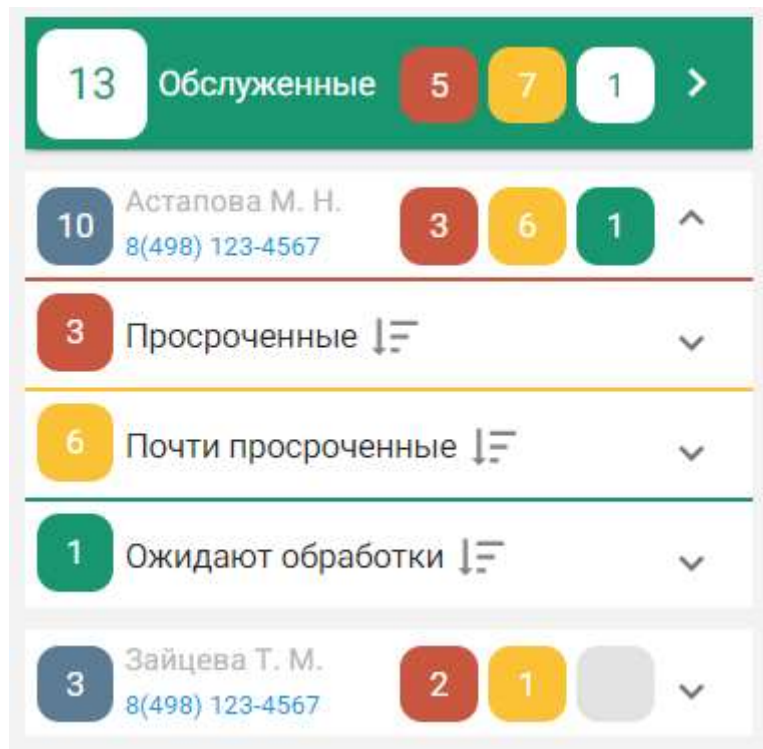 13 Обслуженные 5 7 1
10 Астапова М. Н. 3 6 1
8(498) 123-4567
3 Просроченные
6 Почти просроченные
1 Ожидают обработки
3 Зайцева Т. М. 2 1
8(498) 123-4567